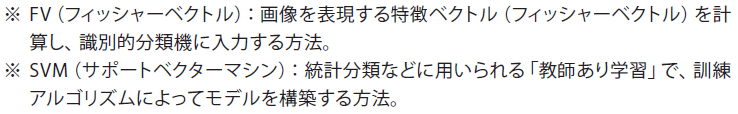 ※ FV（フィッシャーベクトル）：画像を表現する特徴ベクトル（フィッシャーベクトル）を計
算し、識別的分類機に入力する方法。
※ SVM（サポートベクターマシン）：統計分類などに用いられる「教師あり学習」で、訓練
アルゴリズムによってモデルを構築する方法。